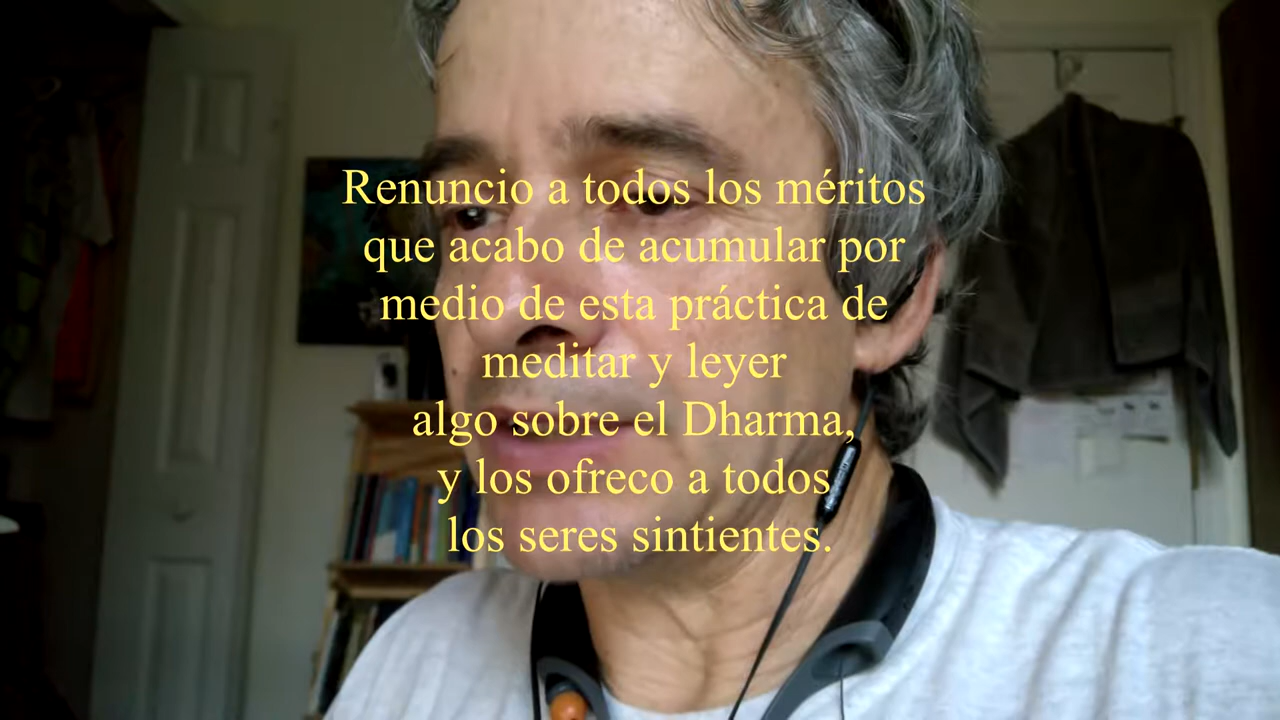 Renuncio a todos los méritos
que acabo de acumular por
medio de esta práctica de
meditar y leyer
algo sobre el Dharma,
y los ofreco a todos
los seres sintientes.